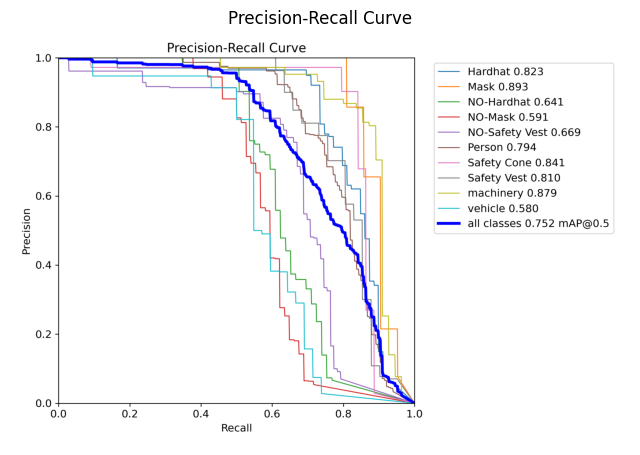 Precision-Recall Curve
Precision-Recall Curve
1.0
0.8
0.6
0.4
0.2
0.0
Precision
0.0 0.2 0.4 0.6 0.8 1.0
Recall
Hardhat 0.823
Mask 0.893
NO-Hardhat 0.641
NO-Mask 0.591
NO-Safety Vest 0.669
Person 0.794
Safety Cone 0.841
Safety Vest 0.810
machinery 0.879
vehicle 0.580
all classes 0.752 mAP@0.5